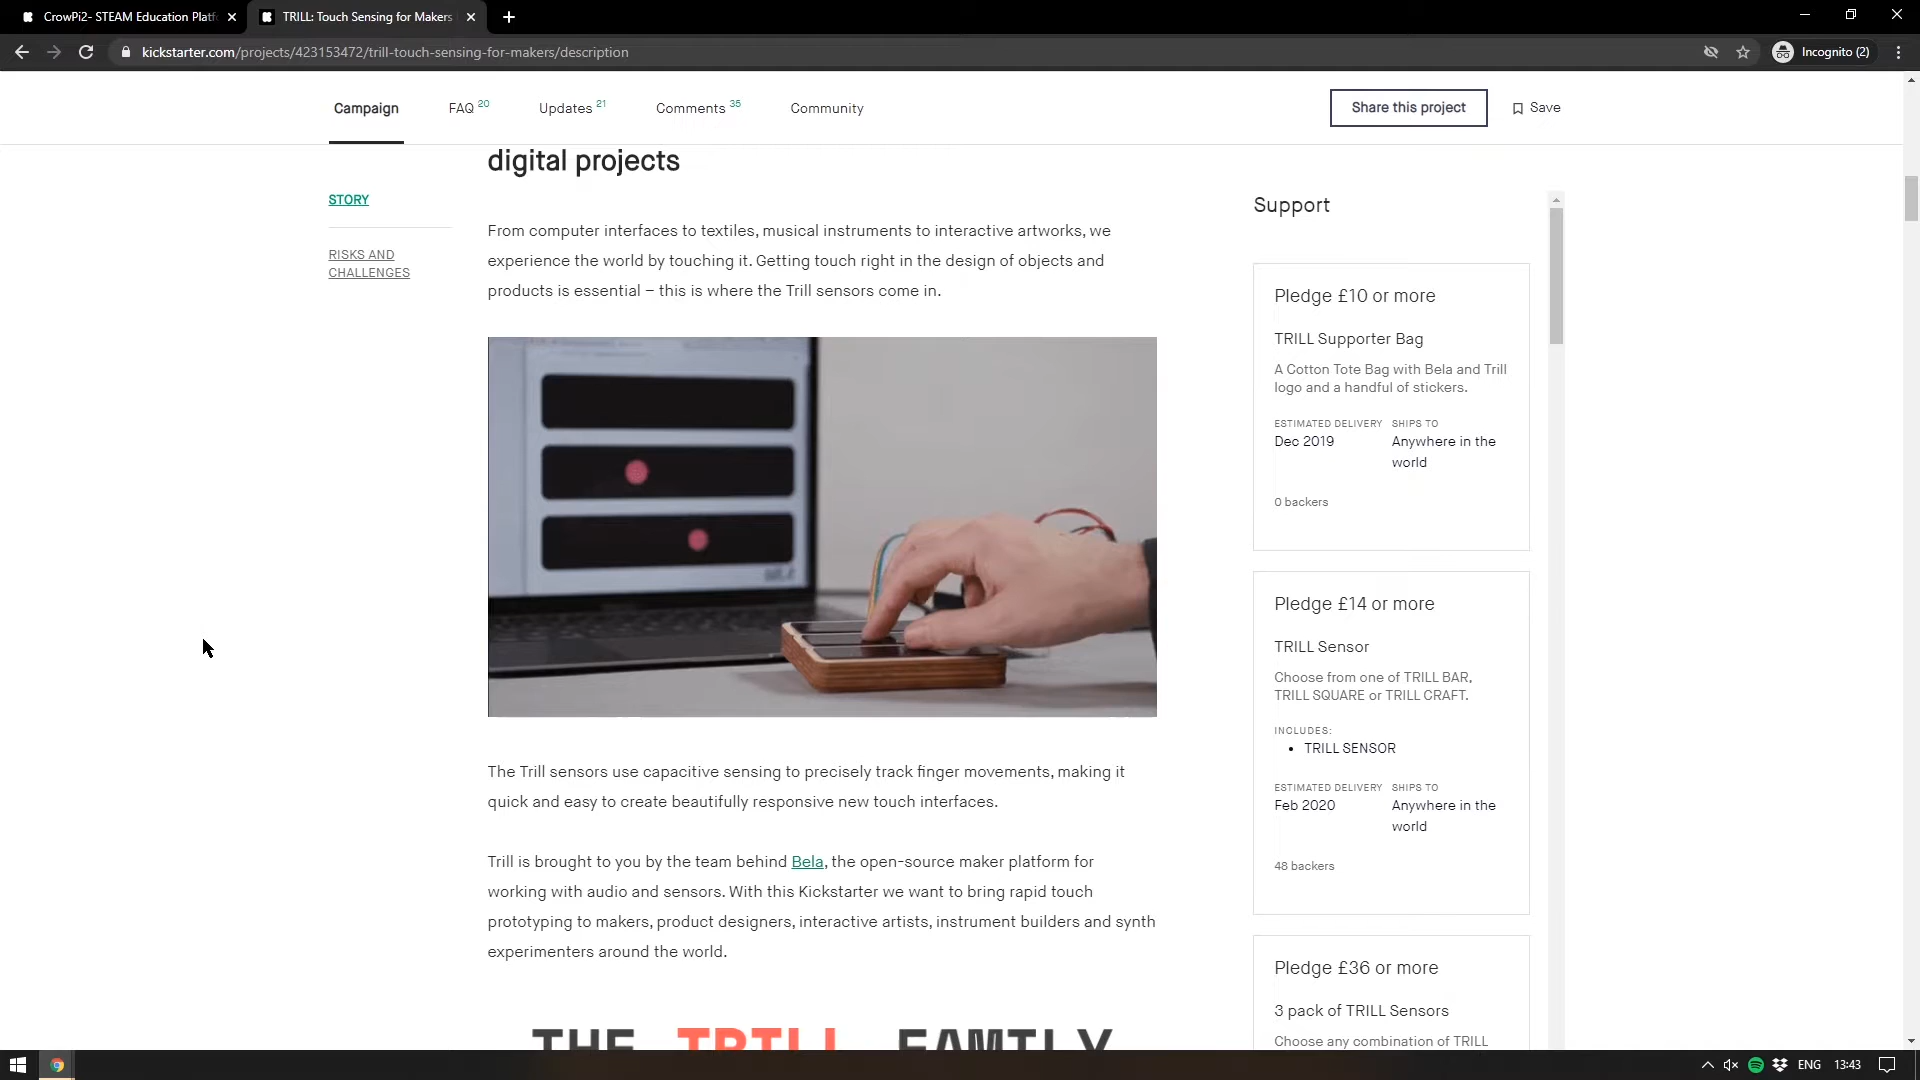 CrowPi2- STEAM Education Platf
TRILL: Touch Sensing for Makers
kickstarter.com/projects/423153472/trill-touch-sensing-for-makers/description
Incognito (2)
Campaign
FAQ 20
Updates 21
Comments 35
Community
Share this project
Save
digital projects
STORY
RISKS AND
CHALLENGES
From computer interfaces to textiles, musical instruments to interactive artworks, we
experience the world by touching it. Getting touch right in the design of objects and
products is essential – this is where the Trill sensors come in.
The Trill sensors use capacitive sensing to precisely track finger movements, making it
quick and easy to create beautifully responsive new touch interfaces.
Trill is brought to you by the team behind Bela, the open-source maker platform for
working with audio and sensors. With this Kickstarter we want to bring rapid touch
prototyping to makers, product designers, interactive artists, instrument builders and synth
experimenters around the world.
THE TRILL FAMILY
Support
Pledge £10 or more
TRILL Supporter Bag
A Cotton Tote Bag with Bela and Trill
logo and a handful of stickers.
ESTIMATED DELIVERY SHIPS TO
Dec 2019 Anywhere in the
world
0 backers
Pledge £14 or more
TRILL Sensor
Choose from one of TRILL BAR,
TRILL SQUARE or TRILL CRAFT.
INCLUDES:
• TRILL SENSOR
ESTIMATED DELIVERY SHIPS TO
Feb 2020 Anywhere in the
world
48 backers
Pledge £36 or more
3 pack of TRILL Sensors
Choose any combination of TRILL
ENG 13:43